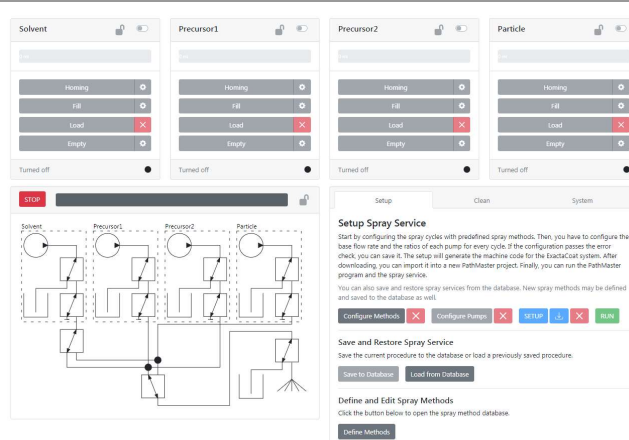 Solvent
Homing
Fill
Load
Empty
Turned off
Precursor1
Homing
Fill
Load
Empty
Turned off
Precursor2
Homing
Fill
Load
Empty
Turned off
Particle
Homing
Fill
Load
Empty
Turned off
STOP
Solvent
Precursor1
Precursor2
Particle
Setup
Clean
System
Setup Spray Service
Start by configuring the spray cycles with predefined spray methods. Then, you have to configure the
base flow rate and the ratios of each pump for every cycle. If the configuration passes the error
check, you can save it. The setup will generate the machine code for the ExactaCoat system. After
downloading, you can import it into a new PathMaster project. Finally, you can run the PathMaster
program and the spray service.
You can also save and restore spray services from the database. New spray methods may be defined
and saved to the database as well.
Configure Methods
Configure Pumps
SETUP
RUN
Save and Restore Spray Service
Save the current procedure to the database or load a previously saved procedure.
Save to Database
Load from Database
Define and Edit Spray Methods
Click the button below to open the spray method database.
Define Methods